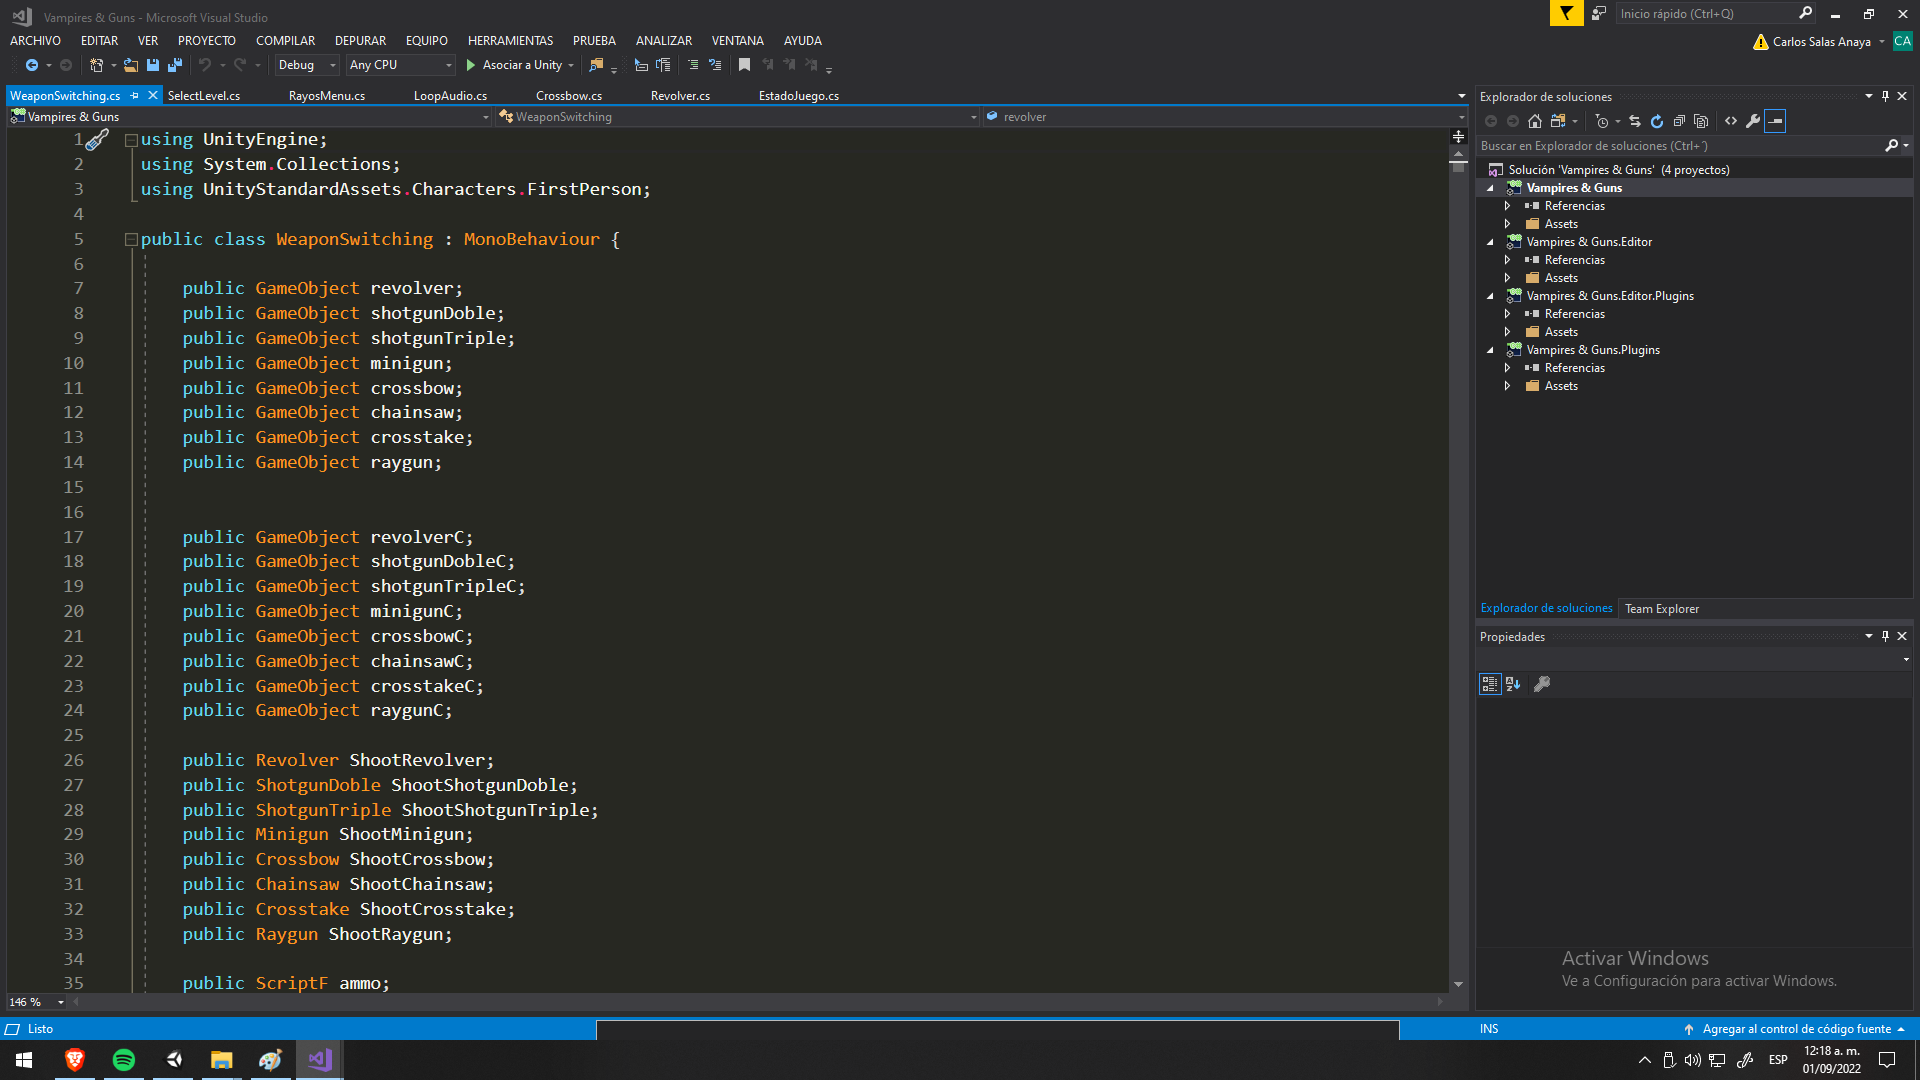 Vampires & Guns - Microsoft Visual Studio
Inicio rápido (Ctrl+Q)
ARCHIVO EDITAR VER PROYECTO COMPILAR DEPURAR EQUIPO HERRAMIENTAS PRUEBA ANALIZAR VENTANA AYUDA
Carlos Salas Anaya CA
Debug Any CPU Asociar a Unity
WeaponSwitching.cs SelectLevel.cs RayosMenu.cs LoopAudio.cs Crossbow.cs Revolver.cs EstadoJuego.cs
Vampires & Guns WeaponSwitching revolver
1 using UnityEngine;
2 using System.Collections;
3 using UnityStandardAssets.Characters.FirstPerson;
4
5 public class WeaponSwitching : MonoBehaviour {
6
7 public GameObject revolver;
8 public GameObject shotgunDoble;
9 public GameObject shotgunTriple;
10 public GameObject minigun;
11 public GameObject crossbow;
12 public GameObject chainsaw;
13 public GameObject crosstake;
14 public GameObject raygun;
15
16
17 public GameObject revolverC;
18 public GameObject shotgunDobleC;
19 public GameObject shotgunTripleC;
20 public GameObject minigunC;
21 public GameObject crossbowC;
22 public GameObject chainsawC;
23 public GameObject crosstakeC;
24 public GameObject raygunC;
25
26 public Revolver ShootRevolver;
27 public ShotgunDoble ShootShotgunDoble;
28 public ShotgunTriple ShootShotgunTriple;
29 public Minigun ShootMinigun;
30 public Crossbow ShootCrossbow;
31 public Chainsaw ShootChainsaw;
32 public Crosstake ShootCrosstake;
33 public Raygun ShootRaygun;
34
35 public ScriptF ammo;
146 %
Explorador de soluciones
Buscar en Explorador de soluciones (Ctrl+´)
Solución 'Vampires & Guns' (4 proyectos)
Vampires & Guns
Referencias
Assets
Vampires & Guns.Editor
Referencias
Assets
Vampires & Guns.Editor.Plugins
Referencias
Assets
Vampires & Guns.Plugins
Referencias
Assets
Explorador de soluciones Team Explorer
Propiedades
Activar Windows
Ve a Configuración para activar Windows.
Listo INS Agregar al control de código fuente
ESP
12:18 a. m.
01/09/2022